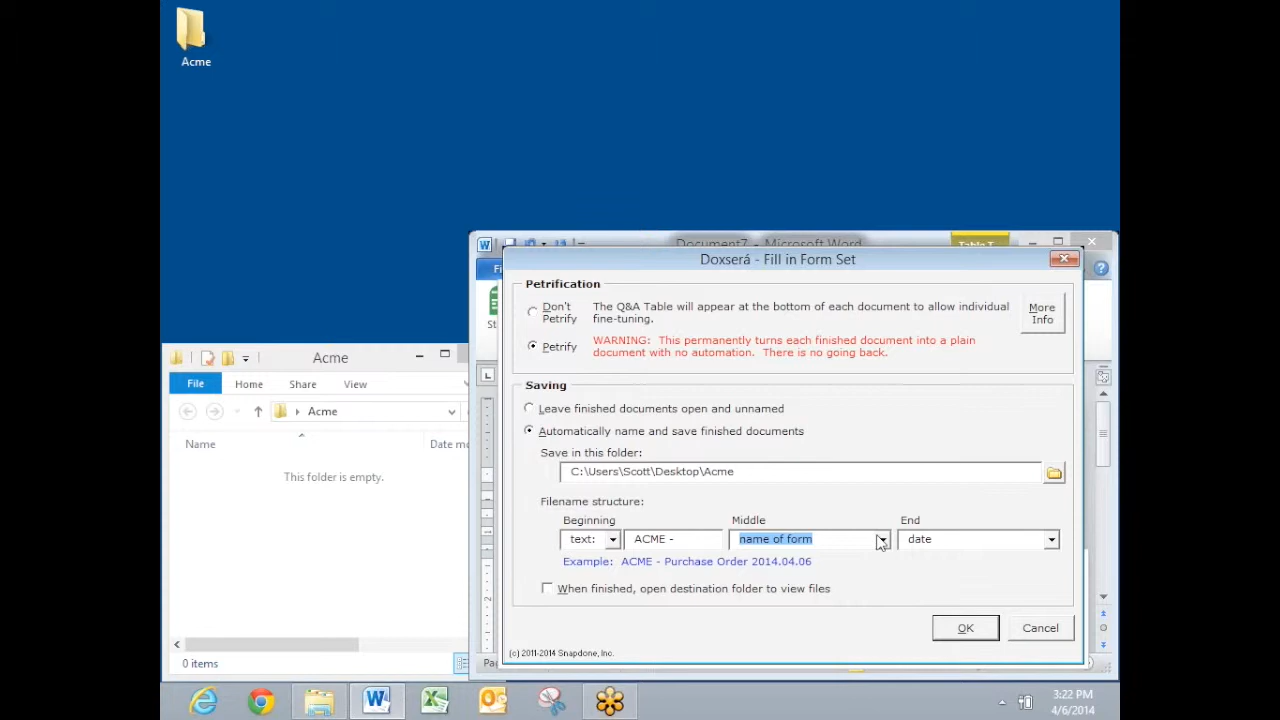 Acme
Document7 - Microsoft Word
Table T
Doxserá - Fill in Form Set
Petrification
Don't Petrify
The Q&A Table will appear at the bottom of each document to allow individual
fine-tuning.
More Info
Petrify
WARNING:  This permanently turns each finished document into a plain
document with no automation.  There is no going back.
Saving
Leave finished documents open and unnamed
Automatically name and save finished documents
Save in this folder:
C:\Users\Scott\Desktop\Acme
Filename structure:
Beginning Middle End
text: ACME - name of form date
Example:  ACME - Purchase Order 2014.04.06
When finished, open destination folder to view files
OK Cancel
(c) 2011-2014 Snapdone, Inc.
Acme
File Home Share View
Acme
Name Date mo
This folder is empty.
0 items
3:22 PM
4/6/2014